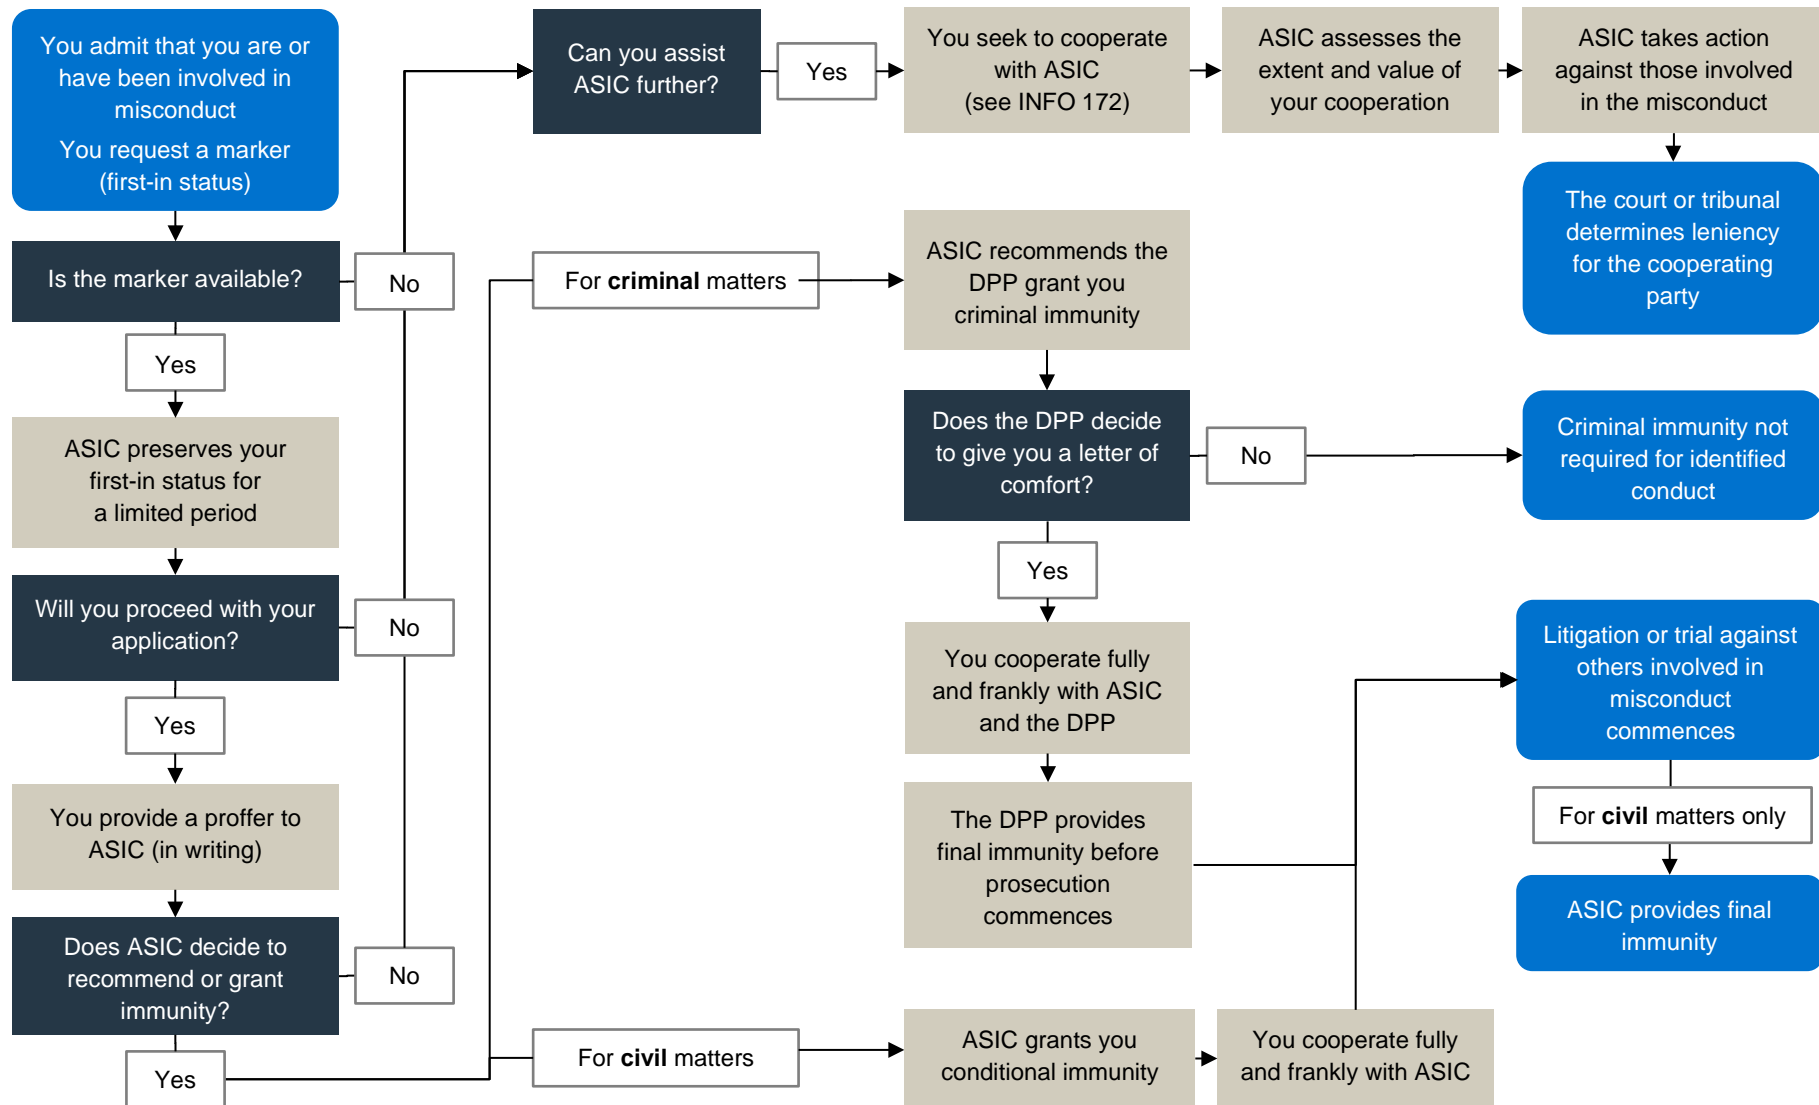 You admit that you are or
have been involved in
misconduct
You request a marker
(first-in status)
Is the marker available?
No
Yes
ASIC preserves your
first-in status for
a limited period
Will you proceed with your
application?
No
Yes
You provide a proffer to
ASIC (in writing)
Does ASIC decide to
recommend or grant
immunity?
No
Yes
Can you assist
ASIC further?
Yes
You seek to cooperate
with ASIC
(see INFO 172)
ASIC assesses the
extent and value of
your cooperation
ASIC takes action
against those involved
in the misconduct
The court or tribunal
determines leniency
for the cooperating
party
For criminal matters
ASIC recommends the
DPP grant you
criminal immunity
Does the DPP decide
to give you a letter of
comfort?
No
Criminal immunity not
required for identified
conduct
Yes
You cooperate fully
and frankly with ASIC
and the DPP
The DPP provides
final immunity before
prosecution
commences
Litigation or trial against
others involved in
misconduct
commences
For civil matters only
ASIC provides final
immunity
For civil matters
ASIC grants you
conditional immunity
You cooperate fully
and frankly with ASIC